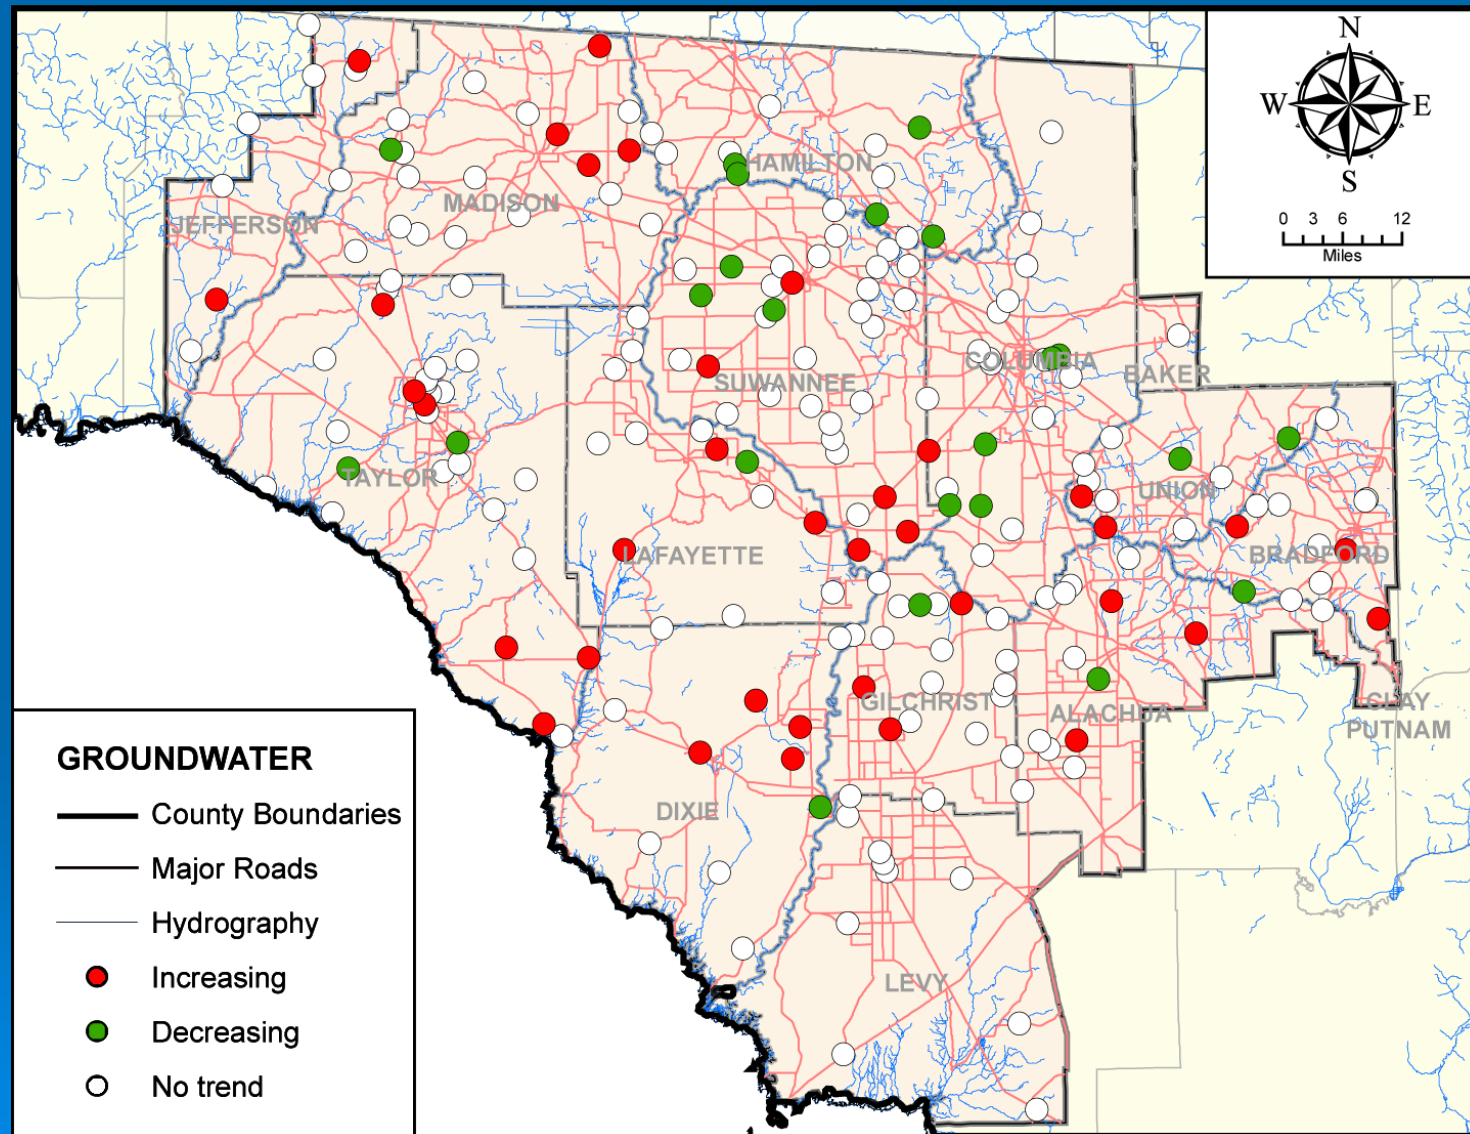 N
W E
S
0 3 6 12
Miles
HAMILTON
MADISON
JEFFERSON
COLUMBIA
BAKER
SUWANNEE
TAYLOR
UNION
LAFAYETTE
BRADFORD
GILCHRIST
ALACHUA
CLAY
PUTNAM
DIXIE
LEVY
GROUNDWATER
County Boundaries
Major Roads
Hydrography
Increasing
Decreasing
No trend